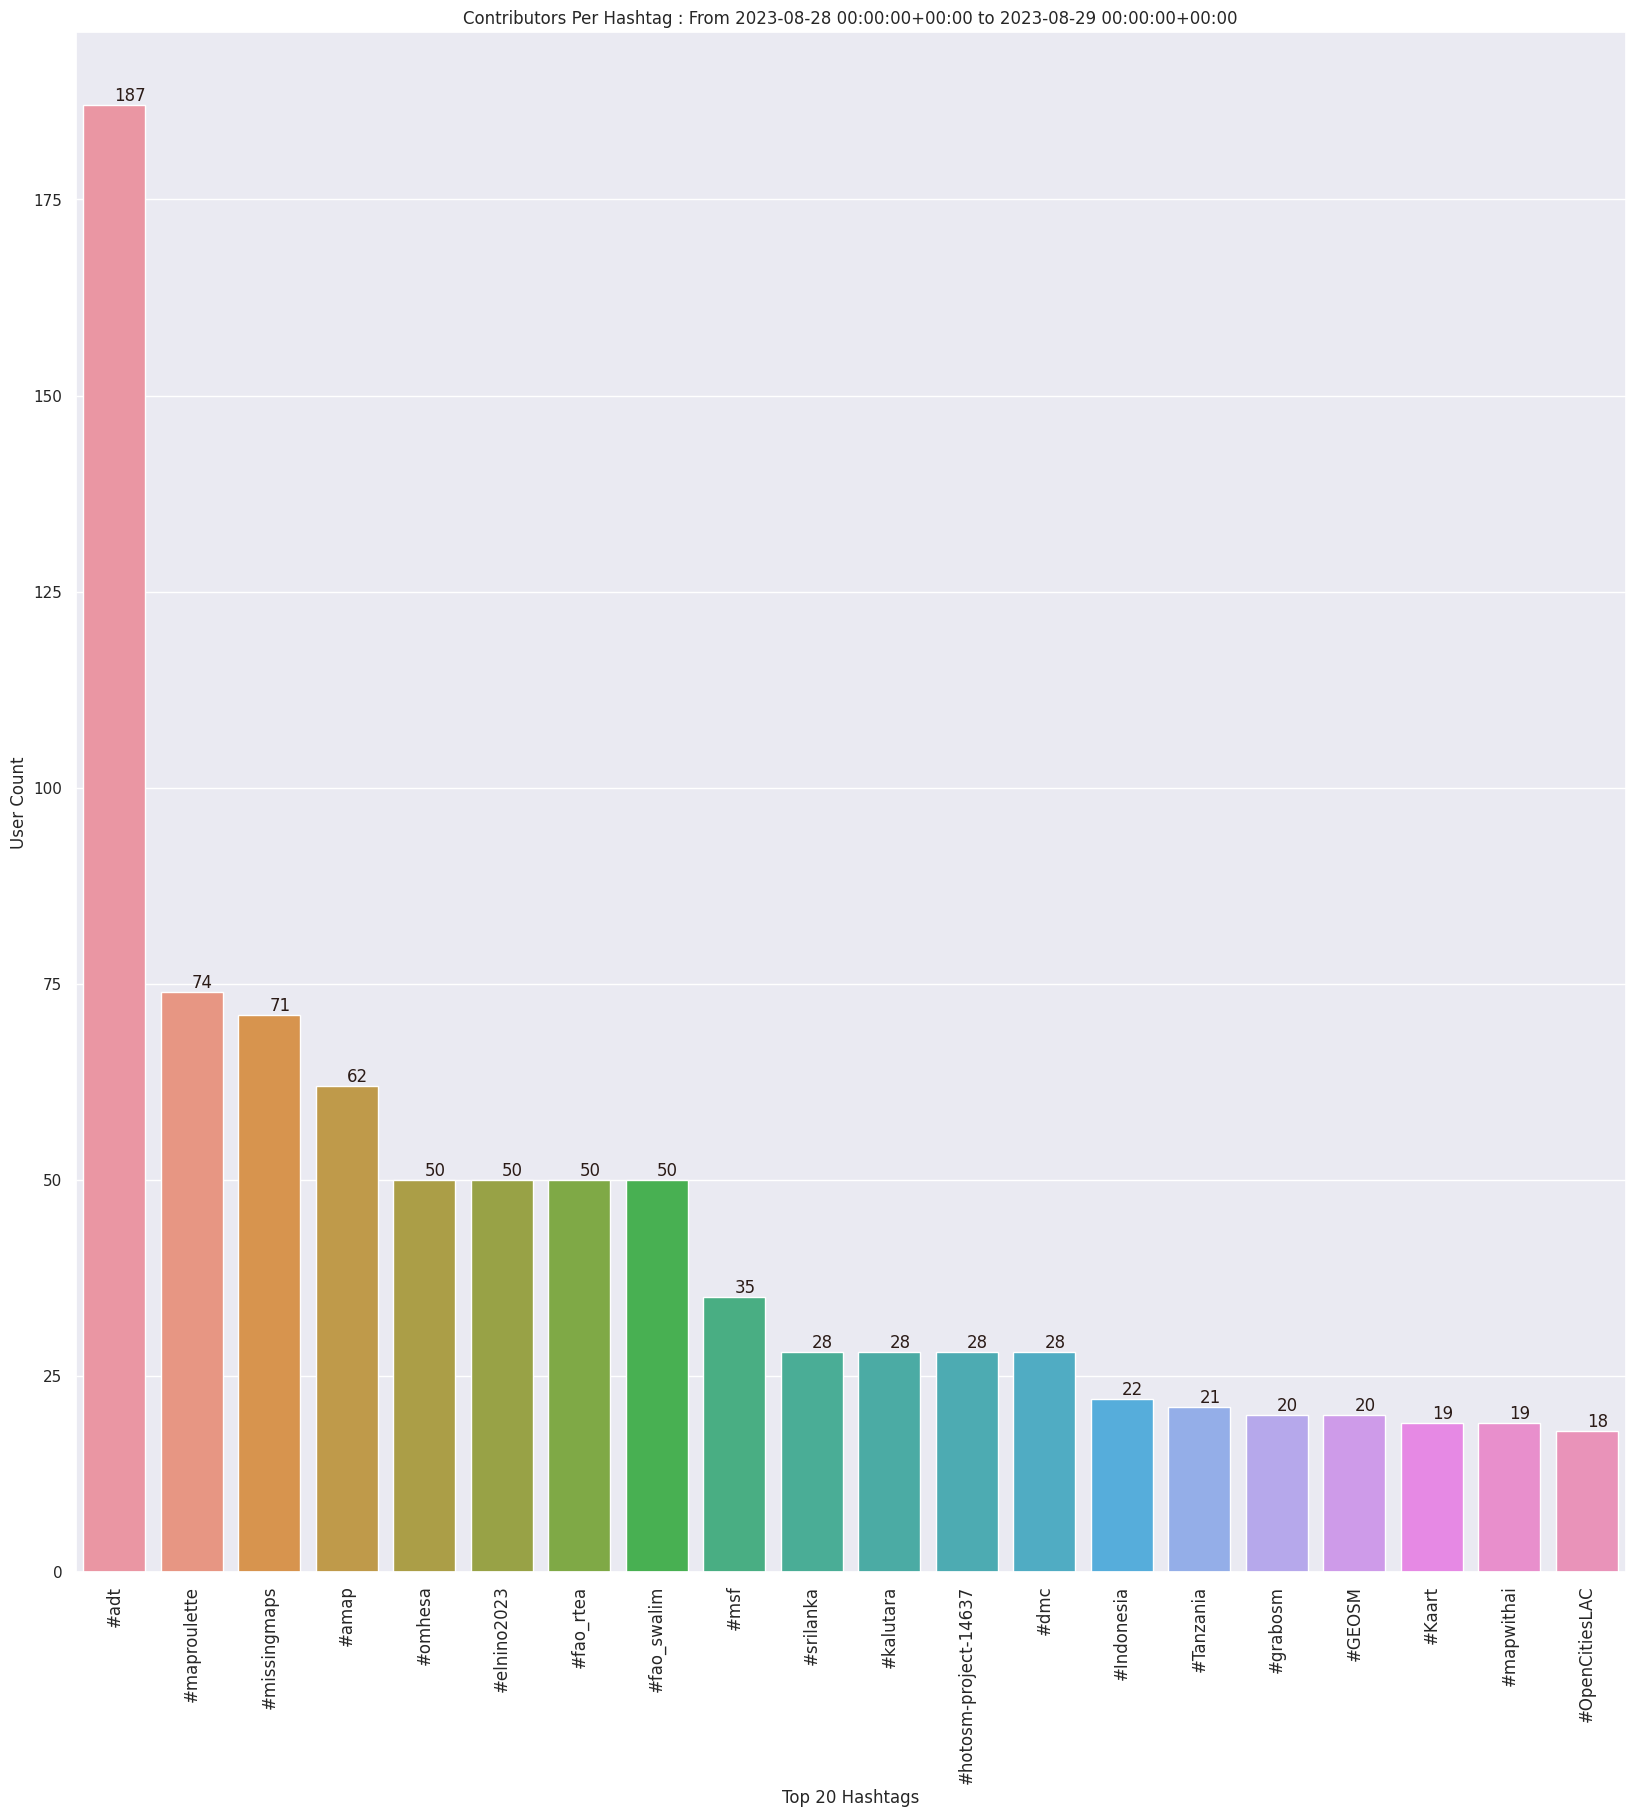 Contributors Per Hashtag : From 2023-08-28 00:00:00+00:00 to 2023-08-29 00:00:00+00:00
User Count
175
150
125
100
75
50
25
0
187
74
71
62
50
50
50
50
35
28
28
28
28
22
21
20
20
19
19
18
#adt
#maproulette
#missingmaps
#amap
#omhesa
#elnino2023
#fao_rtea
#fao_swalim
#msf
#srilanka
#kalutara
#hotosm-project-14637
#dmc
#Indonesia
#Tanzania
#grabosm
#GEOSM
#Kaart
#mapwithai
#OpenCitiesLAC
Top 20 Hashtags